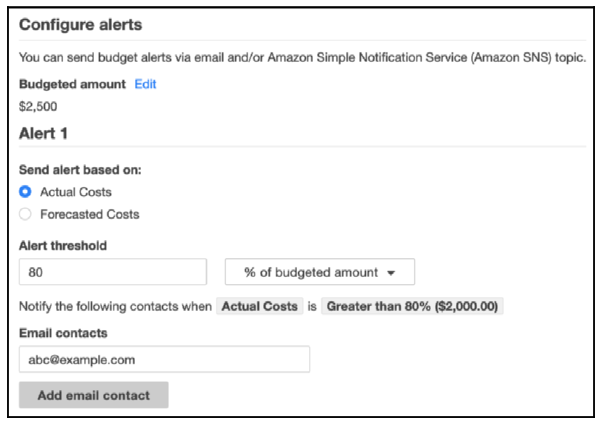 Configure alerts
You can send budget alerts via email and/or Amazon Simple Notification Service (Amazon SNS) topic.
Budgeted amount Edit
$2,500
Alert 1
Send alert based on:
Actual Costs
Forecasted Costs
Alert threshold
80 % of budgeted amount
Notify the following contacts when Actual Costs is Greater than 80% ($2,000.00)
Email contacts
abc@example.com
Add email contact